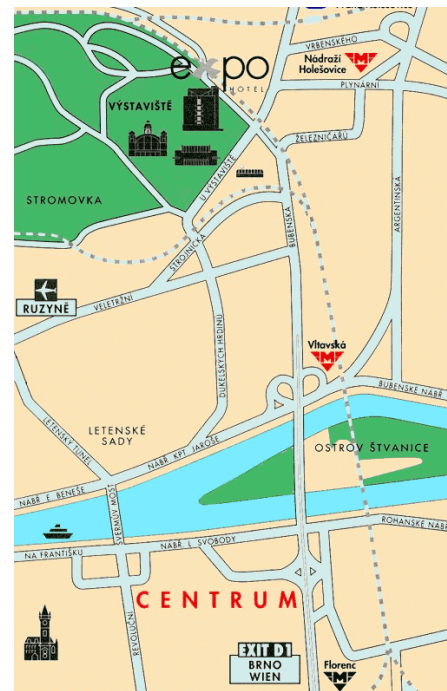 VRBENSKÉHO
Nádraží
Holešovice
expo
HOTEL
PLYNÁRNÍ
VÝSTAVIŠTĚ
ŽELEZNIČÁŘŮ
U VÝSTAVIŠTĚ
STROMOVKA
STROJNICKÁ
BUBENSKÁ
ARGENTINSKÁ
RUZYNĚ
VELETRŽNÍ
DUKELSKÝCH HRDINŮ
Vltavská
BUBENSKÉ NÁBŘ
LETENSKÝ TUNEL
LETENSKÉ
SADY
OSTROV ŠTVANICE
NÁBŘ. KPT. JAROŠE
NÁBŘ. E. BENEŠE
ŠVERMŮV MOST
ROHANSKÉ NÁBŘ
NA FRANTIŠKU
NÁBŘ. L. SVOBODY
REVOLUČNÍ
CENTRUM
EXIT D1
BRNO
WIEN
Florenc